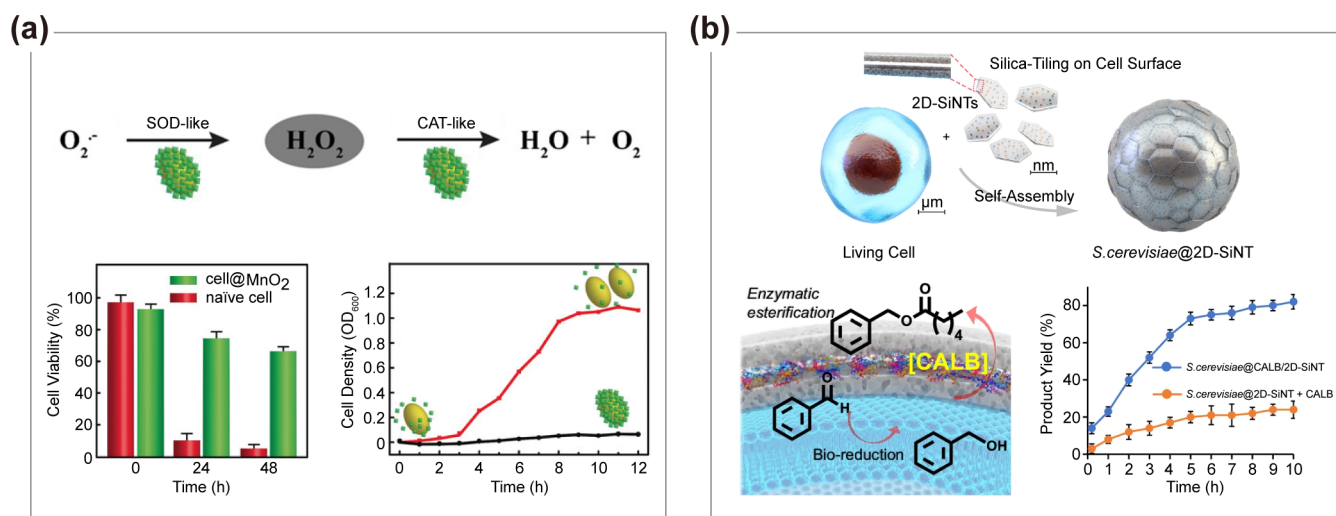 (a)
O₂·⁻
SOD-like
H₂O₂
CAT-like
H₂O + O₂
Cell Viability (%)
100
80
60
40
20
0
cell@MnO₂
naïve cell
0 24 48
Time (h)
Cell Density (OD₆₀₀)
1.2
1.0
0.8
0.6
0.4
0.2
0
0 2 4 6 8 10 12
Time (h)
(b)
Silica-Tiling on Cell Surface
2D-SiNTs
+
nm
μm
Self-Assembly
Living Cell
S.cerevisiae@2D-SiNT
Enzymatic
esterification
O
O
4
[CALB]
O
H
OH
Bio-reduction
Product Yield (%)
80
60
40
20
0
S.cerevisiae@CALB/2D-SiNT
S.cerevisiae@2D-SiNT + CALB
0 1 2 3 4 5 6 7 8 9 10
Time (h)